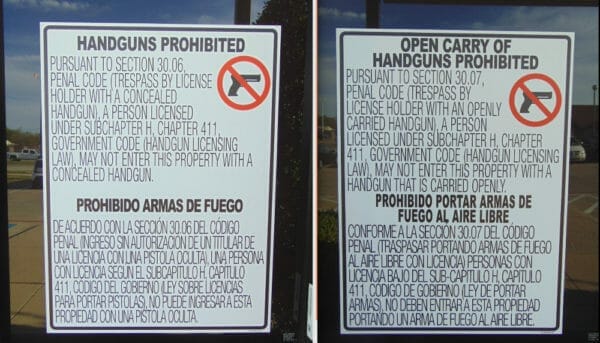 HANDGUNS PROHIBITED
PURSUANT TO SECTION 30.06,
PENAL CODE (TRESPASS BY LICENSE
HOLDER WITH A CONCEALED
HANDGUN), A PERSON LICENSED
UNDER SUBCHAPTER H, CHAPTER 411,
GOVERNMENT CODE (HANDGUN LICENSING
LAW), MAY NOT ENTER THIS PROPERTY WITH A
CONCEALED HANDGUN.
PROHIBIDO ARMAS DE FUEGO
DE ACUERDO CON LA SECCIÓN 30.06 DEL CÓDIGO
PENAL (INGRESO SIN AUTORIZACIÓN DE UN TITULAR DE
UNA LICENCIA CON UNA PISTOLA OCULTA), UNA PERSONA
CON LICENCIA SEGÚN EL SUBCAPITULO H, CAPITULO
411, CODIGO DEL GOBIERNO (LEY SOBRE LICENCIAS
PARA PORTAR PISTOLAS), NO PUEDE INGRESAR A ESTA
PROPIEDAD CON UNA PISTOLA OCULTA.
OPEN CARRY OF
HANDGUNS PROHIBITED
PURSUANT TO SECTION 30.07,
PENAL CODE (TRESPASS BY
LICENSE HOLDER WITH AN OPENLY
CARRIED HANDGUN), A PERSON
LICENSED UNDER SUBCHAPTER H, CHAPTER
411, GOVERNMENT CODE (HANDGUN LICENSING
LAW), MAY NOT ENTER THIS PROPERTY WITH A
HANDGUN THAT IS CARRIED OPENLY.
PROHIBIDO PORTAR ARMAS DE
FUEGO AL AIRE LIBRE
CONFORME A LA SECCIÓN 30.07 DEL CÓDIGO
PENAL (TRASPASAR PORTANDO ARMAS DE FUEGO
AL AIRE LIBRE CON LICENCIA) PERSONAS CON
LICENCIA BAJO DEL SUB-CAPITULO H, CAPITULO
411, CODIGO DE GOBIERNO (LEY DE PORTAR
ARMAS), NO DEBEN ENTRAR A ESTA PROPIEDAD
PORTANDO UN ARMA DE FUEGO AL AIRE LIBRE.